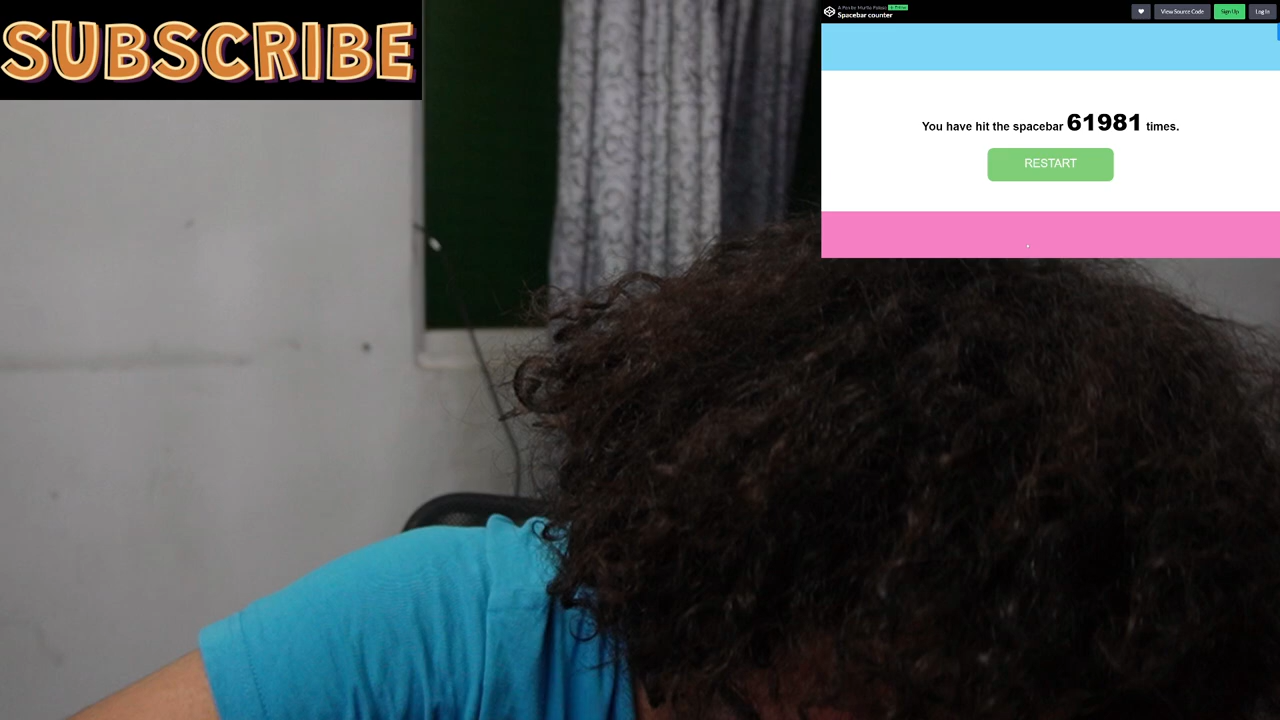 SUBSCRIBE
Spacebar counter
View Source Code
Sign Up
Log In
You have hit the spacebar 61981 times.
RESTART